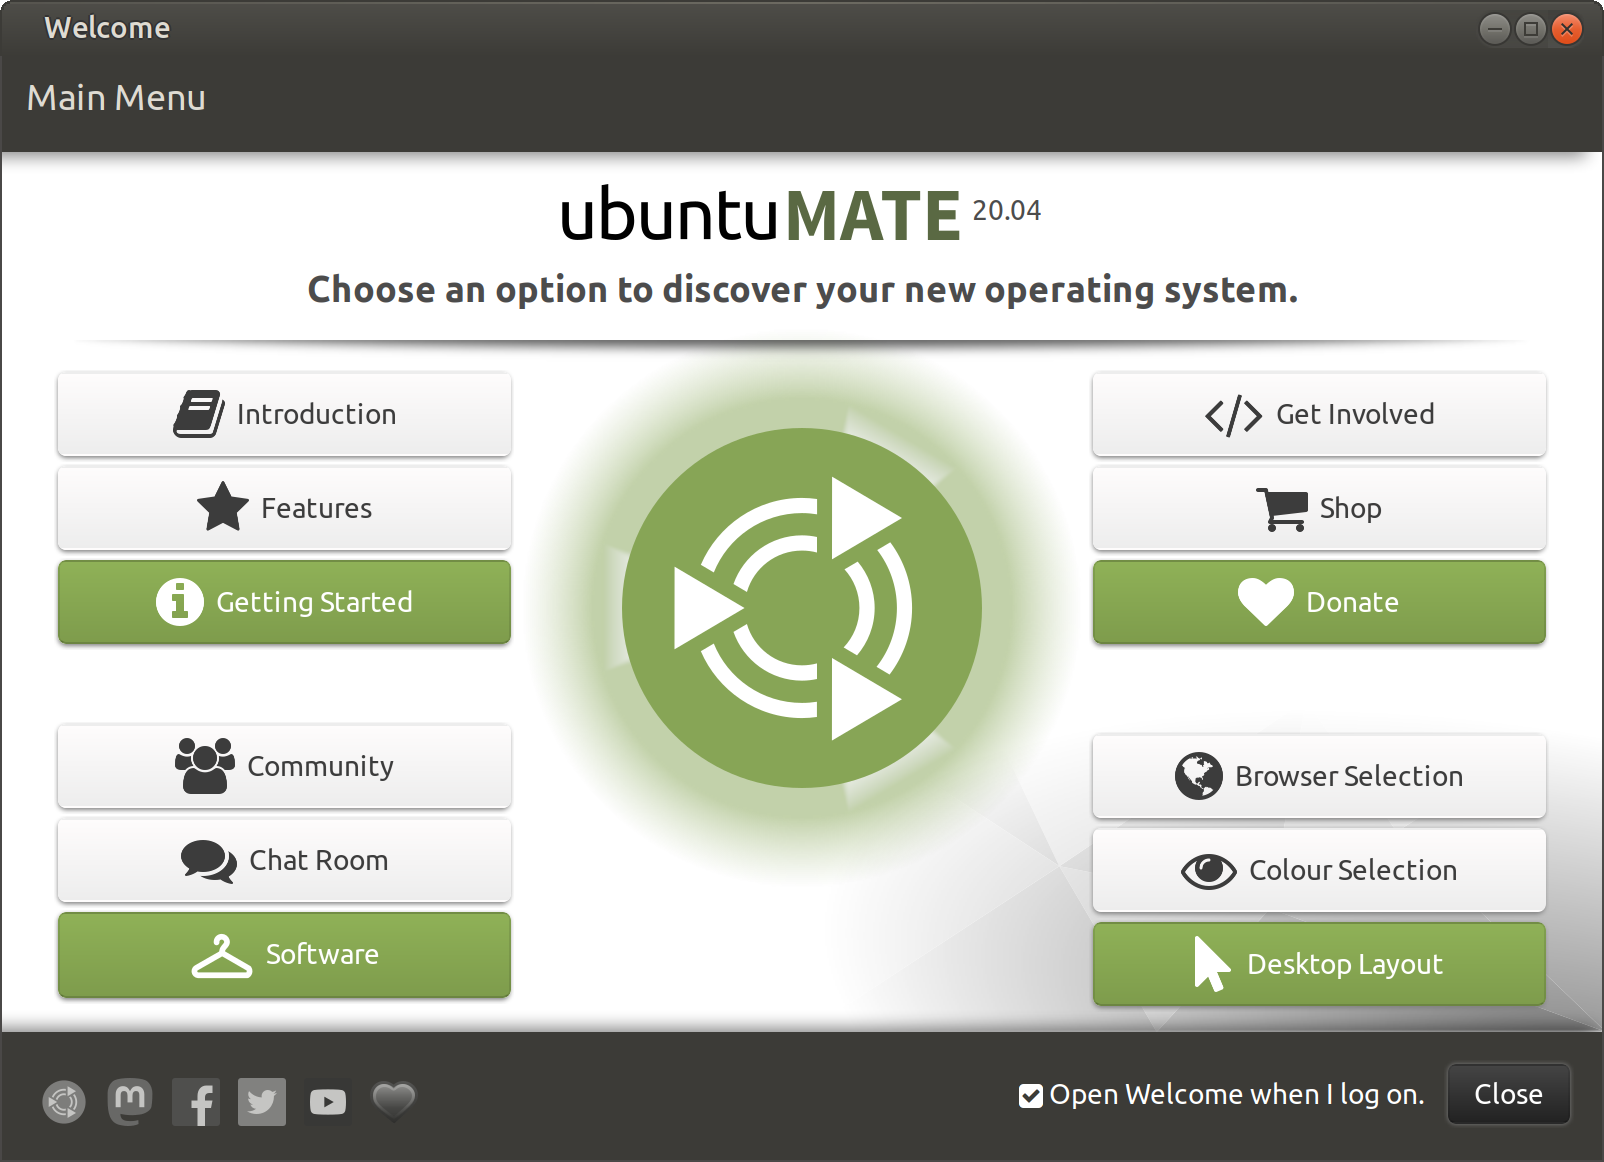 Welcome
Main Menu
ubuntuMATE 20.04
Choose an option to discover your new operating system.
Introduction
Features
Getting Started
Community
Chat Room
Software
Get Involved
Shop
Donate
Browser Selection
Colour Selection
Desktop Layout
Open Welcome when I log on.
Close